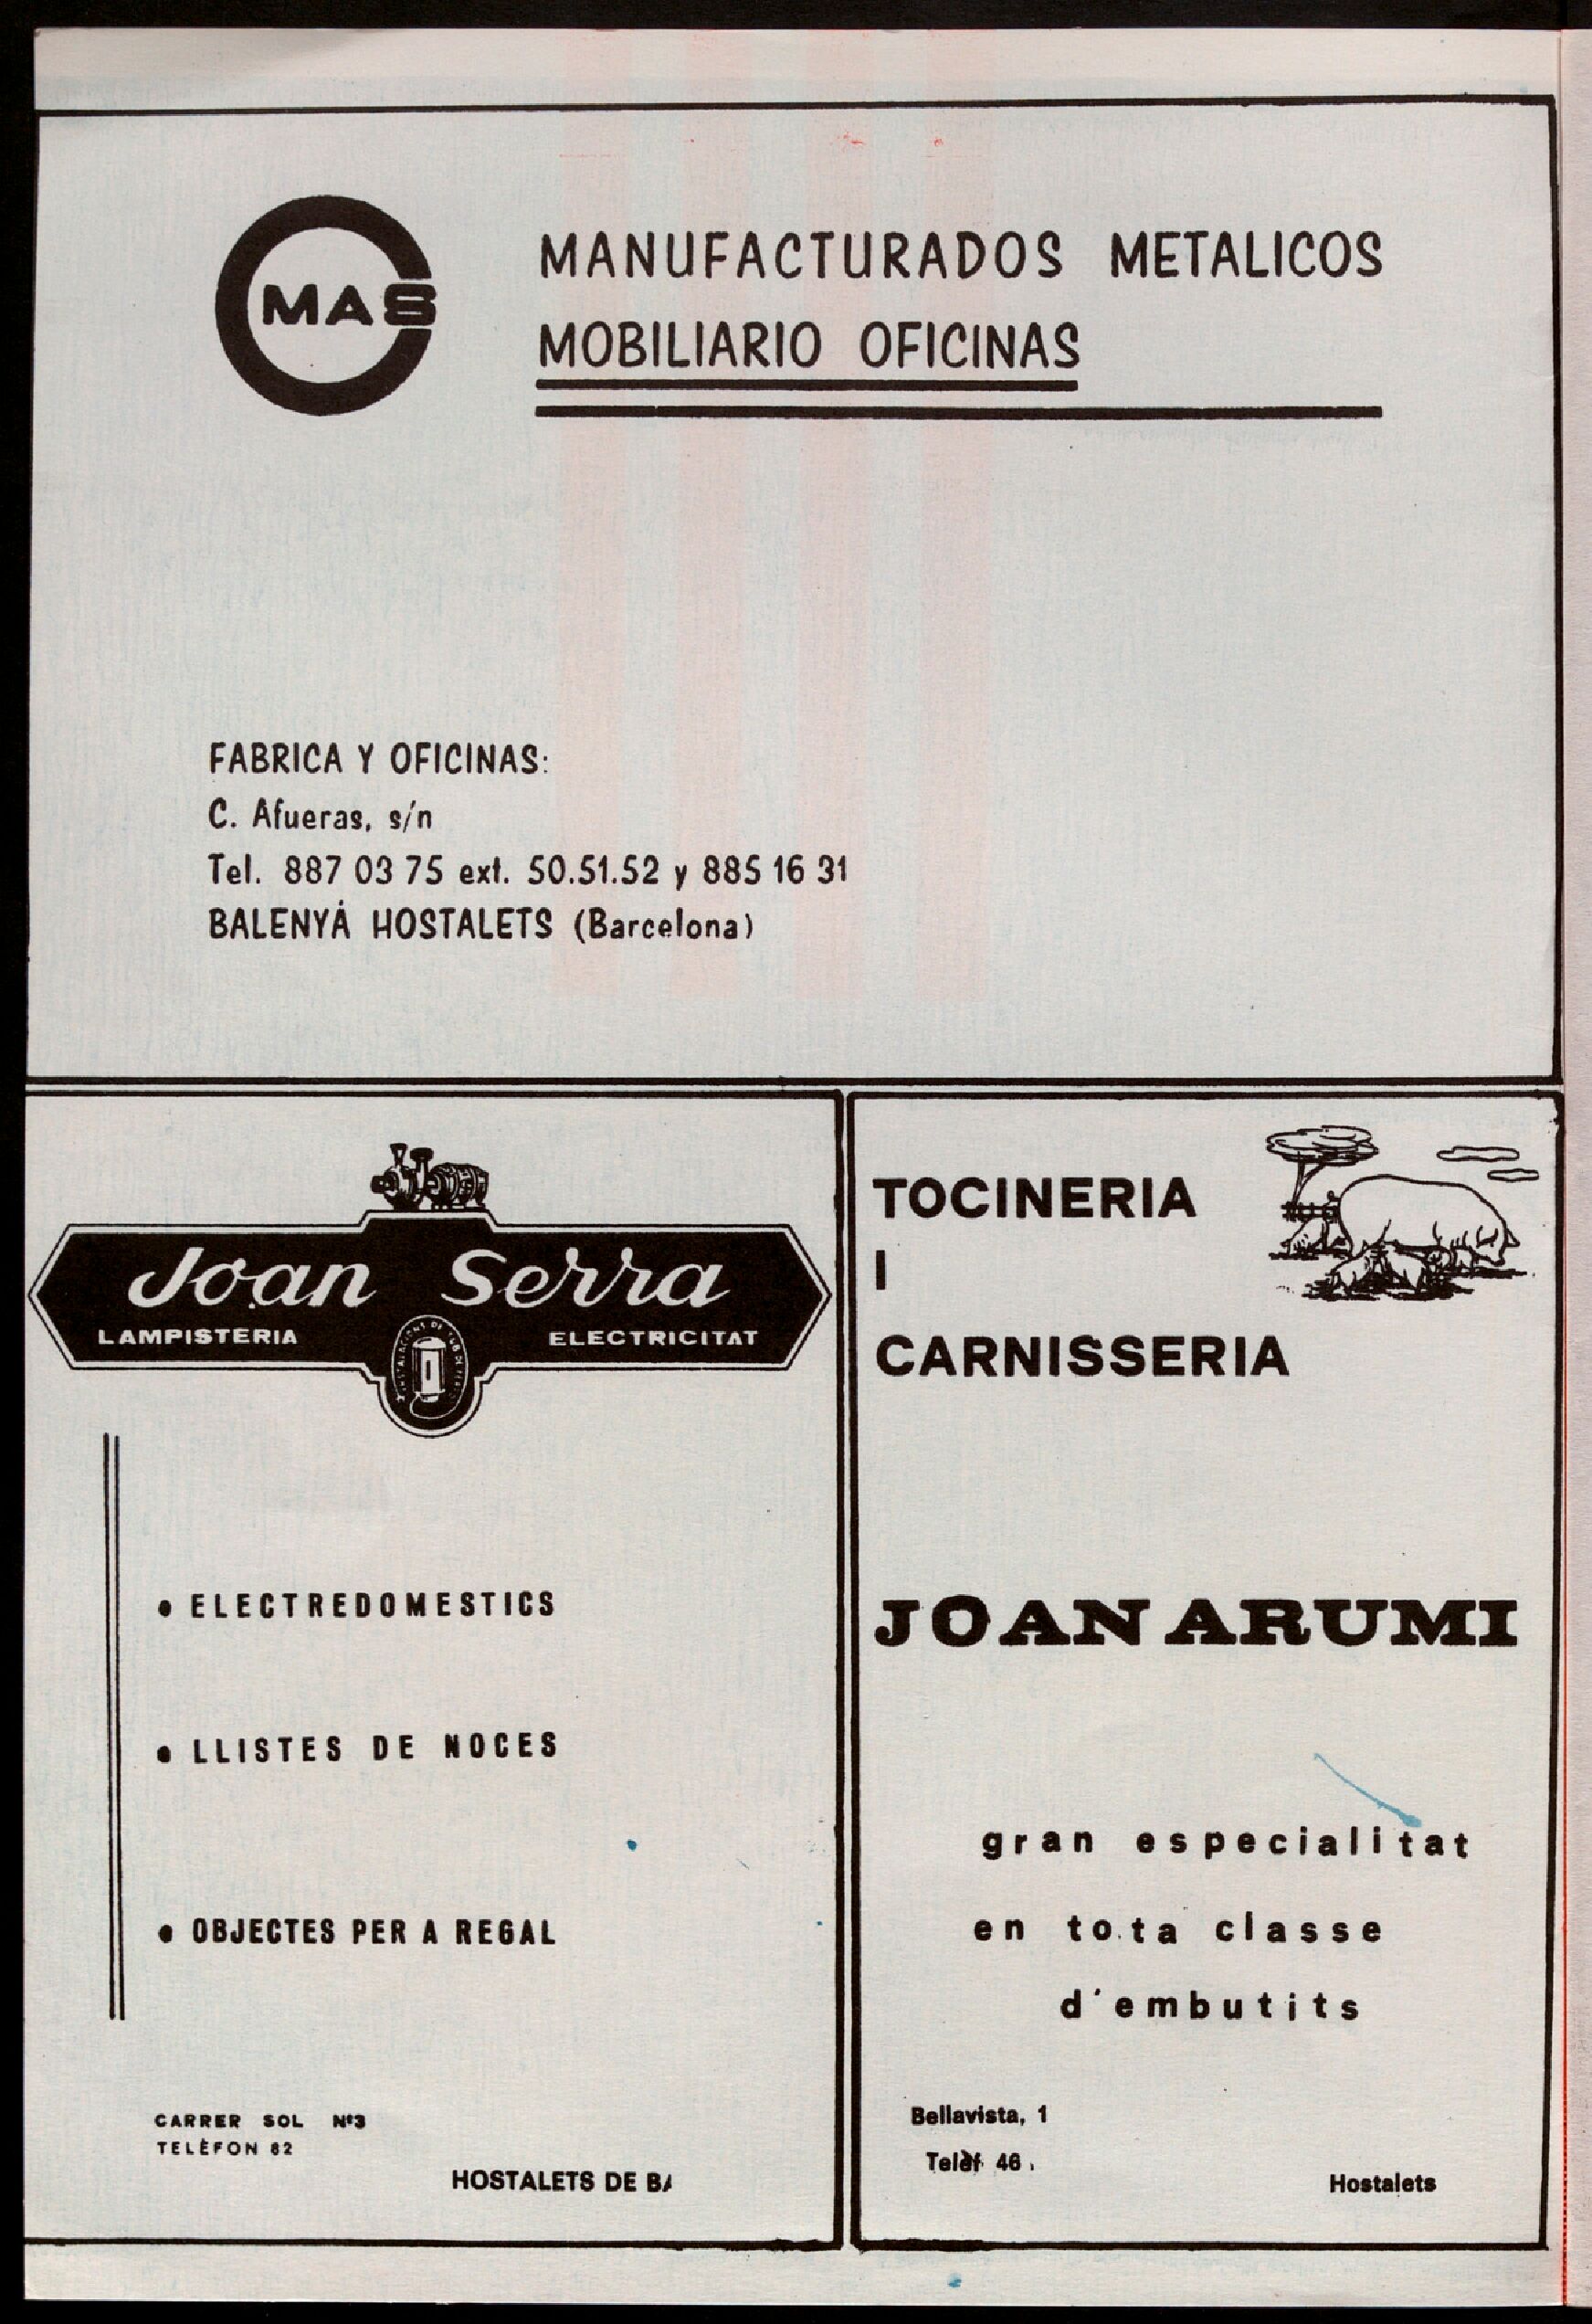 MAS
MANUFACTURADOS METALICOS
MOBILIARIO OFICINAS
FABRICA Y OFICINAS:
C. Afueras, s/n
Tel. 887 03 75 ext. 50.51.52 y 885 16 31
BALENYÁ HOSTALETS (Barcelona)
Joan Serra
LAMPISTERIA ELECTRICITAT
• ELECTREDOMESTICS
• LLISTES DE NOCES
• OBJECTES PER A REGAL
CARRER SOL Nº3
TELÈFON 62
HOSTALETS DE BA
TOCINERIA
I
CARNISSERIA
JOAN ARUMI
gran especialitat
en tota classe
d'embutits
Bellavista, 1
Telèf. 46
Hostalets